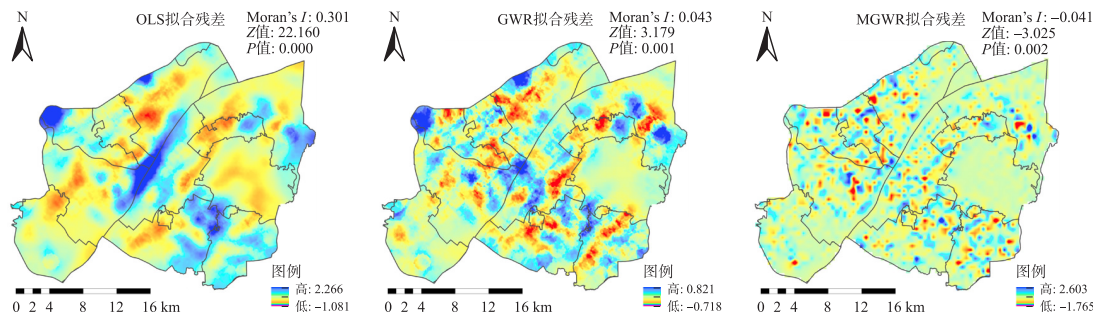 N
OLS拟合残差
Moran's I: 0.301
Z值: 22.160
P值: 0.000
图例
高: 2.266
低: −1.081
0 2 4 8 12 16 km
N
GWR拟合残差
Moran's I: 0.043
Z值: 3.179
P值: 0.001
图例
高: 0.821
低: −0.718
0 2 4 8 12 16 km
N
MGWR拟合残差
Moran's I: −0.041
Z值: −3.025
P值: 0.002
图例
高: 2.603
低: −1.765
0 2 4 8 12 16 km